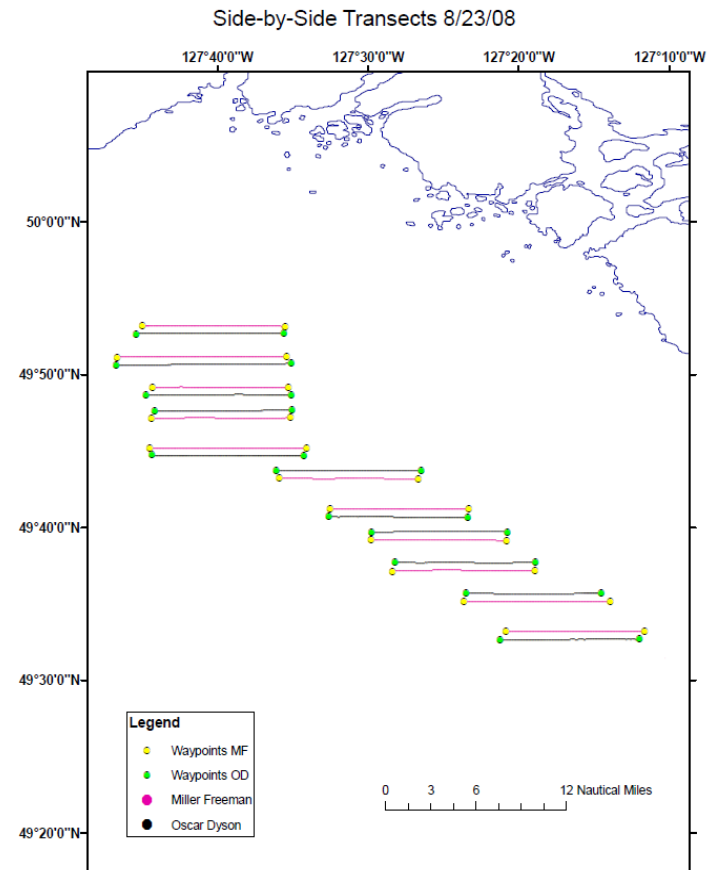 Side-by-Side Transects 8/23/08
127°40'0"W 127°30'0"W 127°20'0"W 127°10'0"W
50°0'0"N
49°50'0"N
49°40'0"N
49°30'0"N
49°20'0"N
Legend
Waypoints MF
Waypoints OD
Miller Freeman
Oscar Dyson
0 3 6 12 Nautical Miles